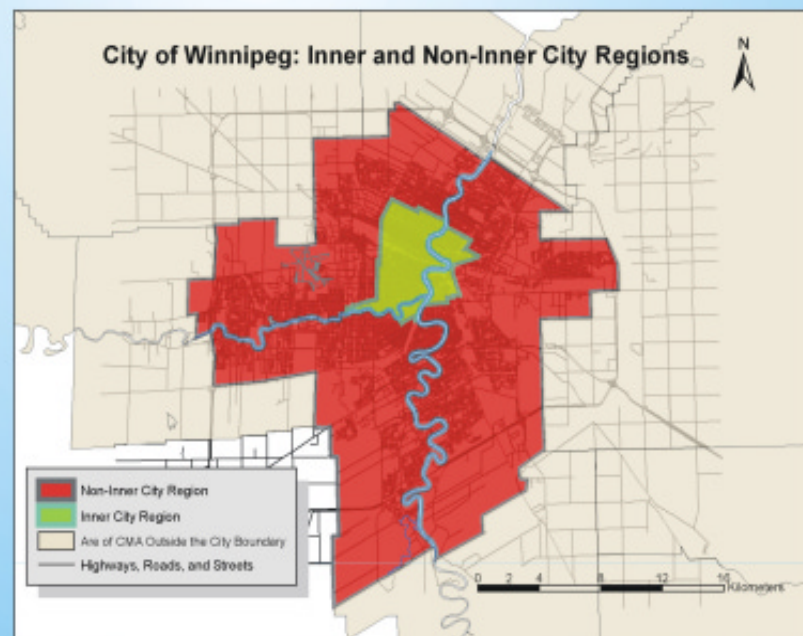 City of Winnipeg: Inner and Non-Inner City Regions
N
Non-Inner City Region
Inner City Region
Are of CMA Outside the City Boundary
Highways, Roads, and Streets
0 2 4 8 12 16
Kilometers